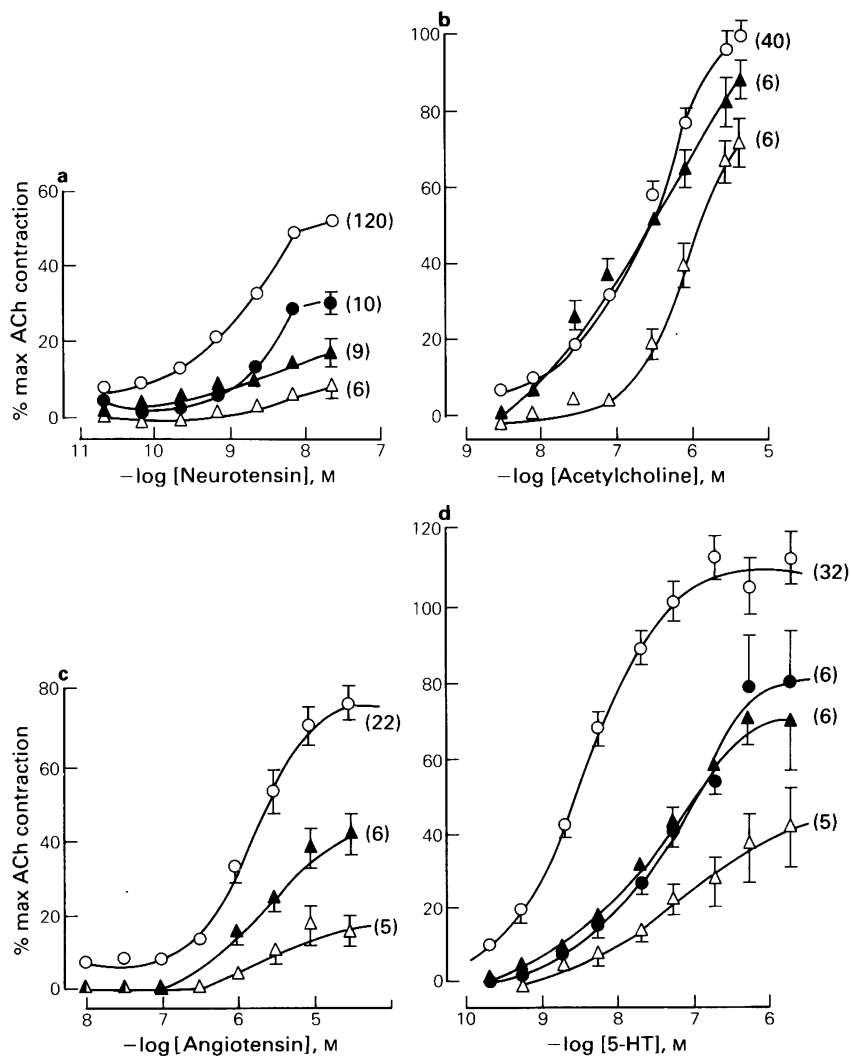 a
% max ACh contraction
60
40
20
0
(120)
(10)
(9)
(6)
11 10 9 8 7
−log [Neurotensin], M
b
100
80
60
40
20
0
(40)
(6)
(6)
9 8 7 6 5
−log [Acetylcholine], M
c
% max ACh contraction
80
60
40
20
0
(22)
(6)
(5)
8 7 6 5
−log [Angiotensin], M
d
120
100
80
60
40
20
0
(32)
(6)
(6)
(5)
10 9 8 7 6
−log [5-HT], M